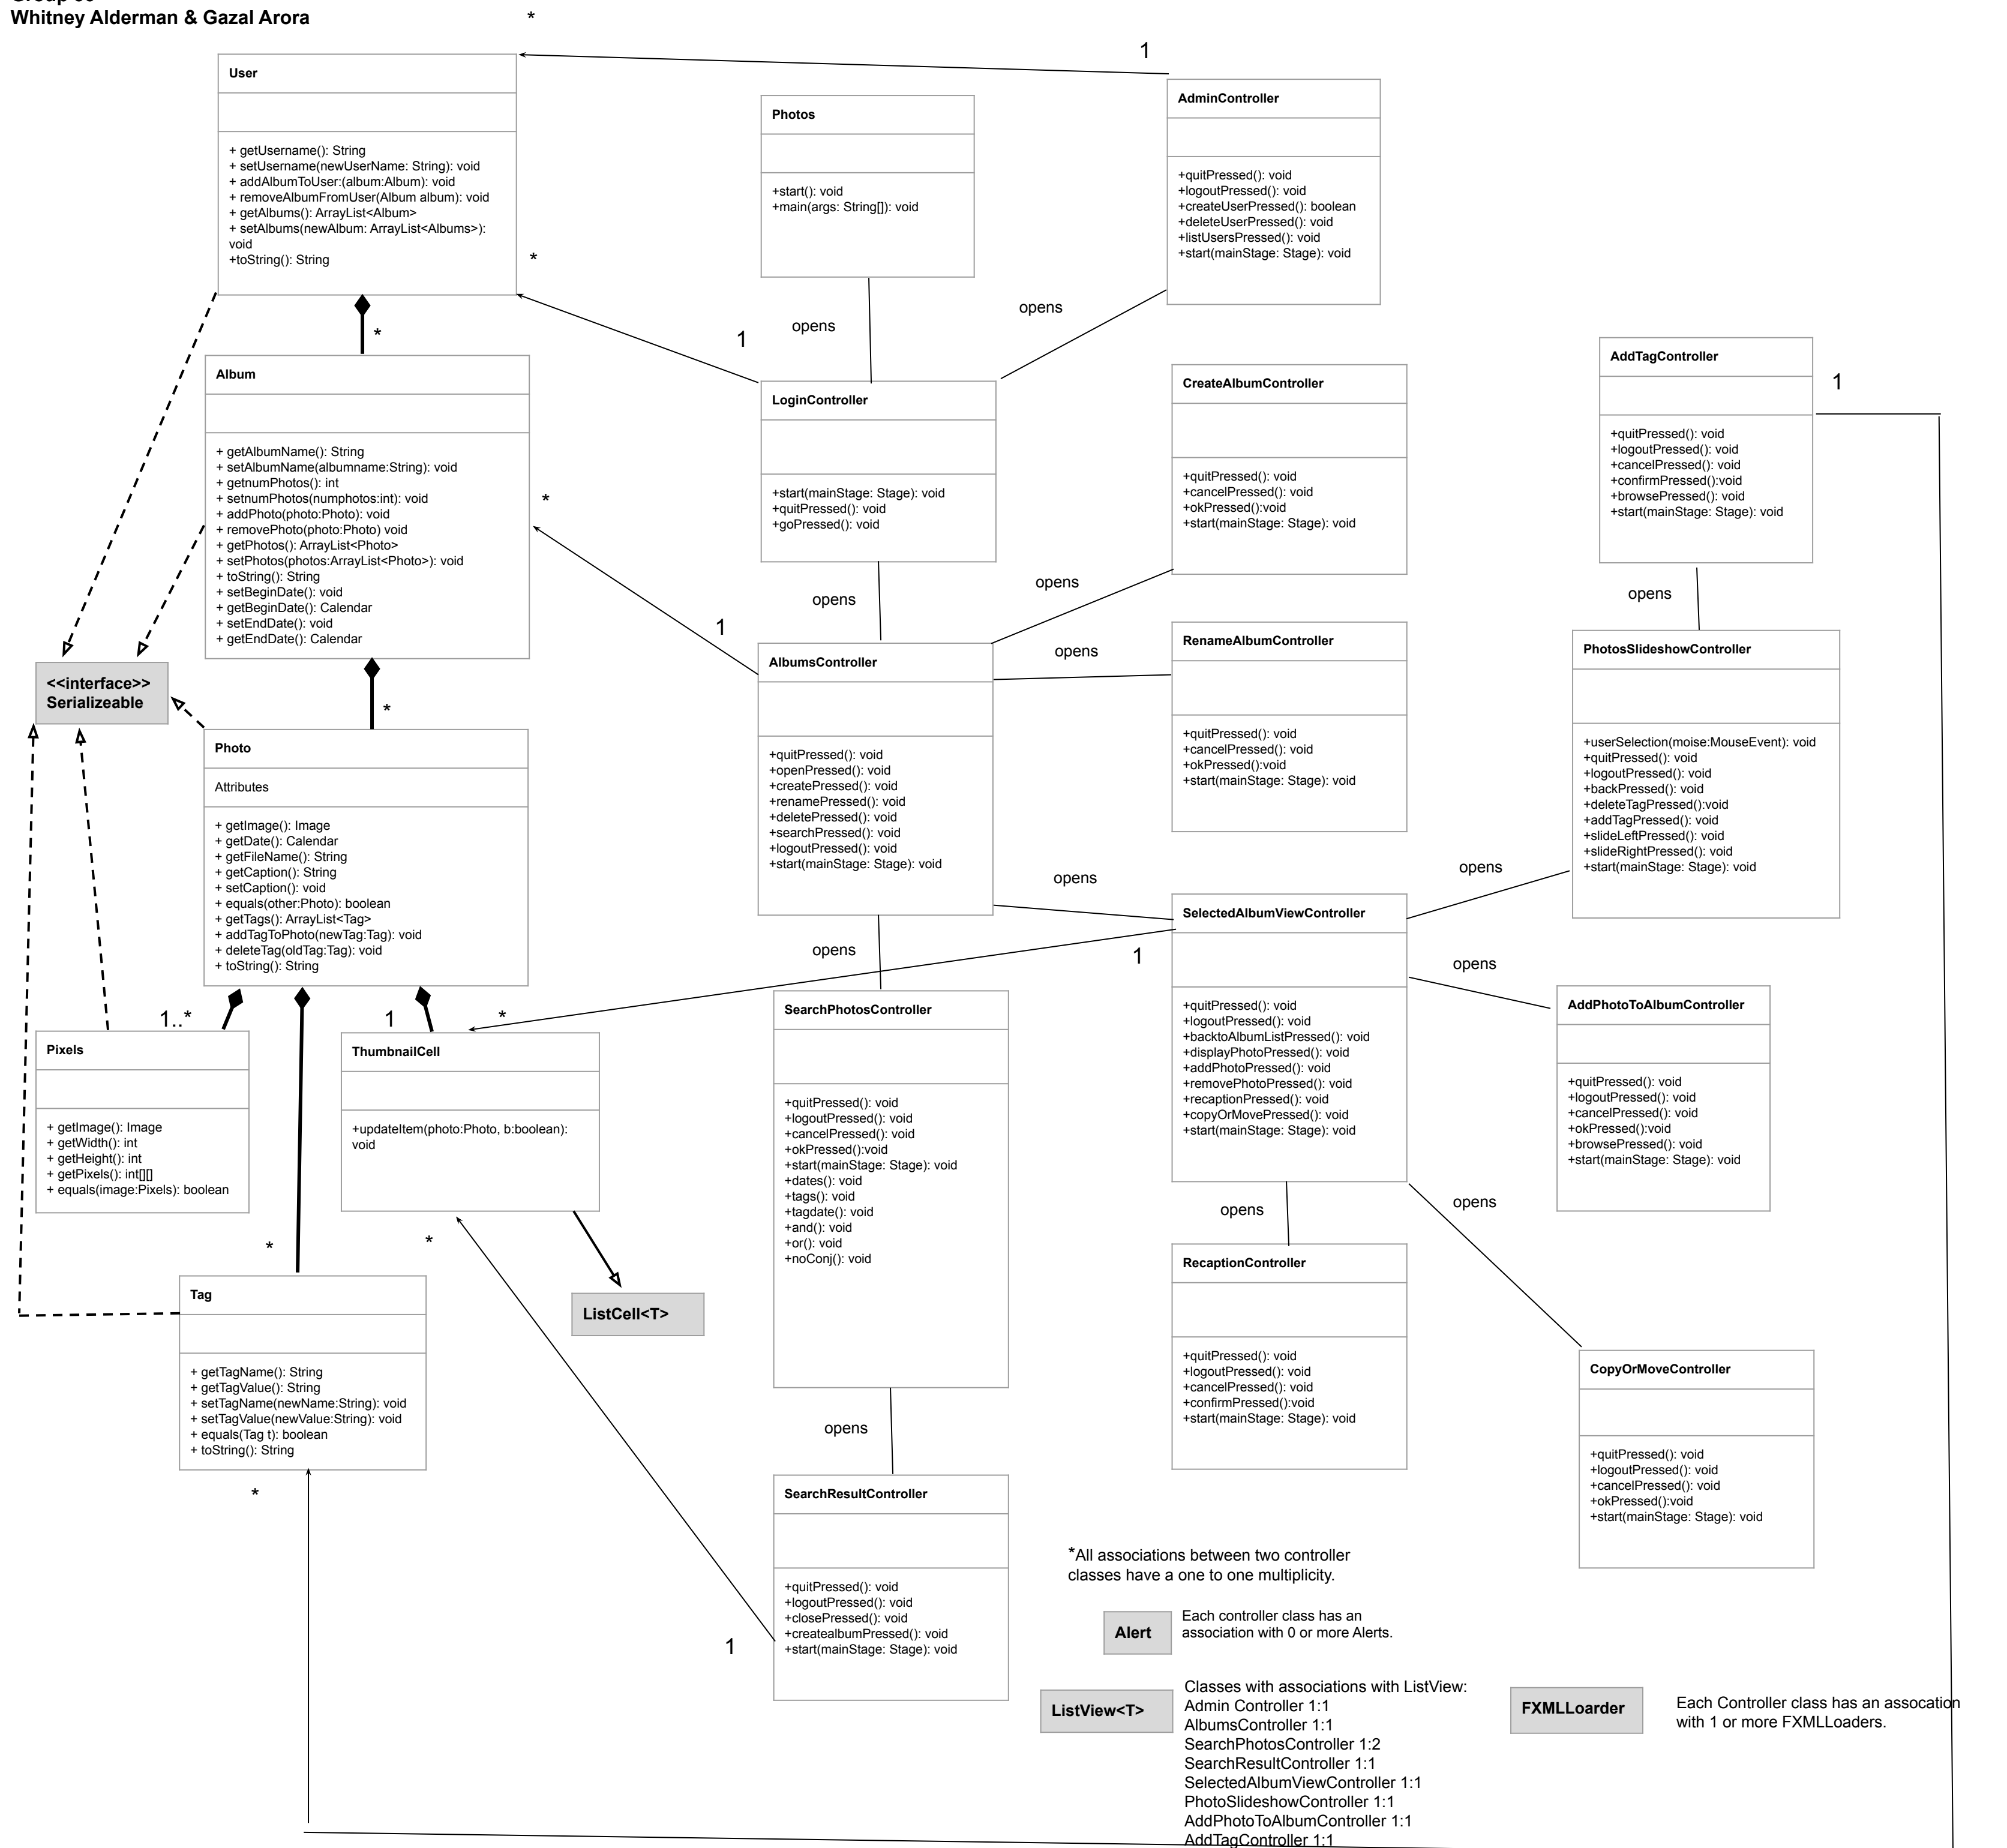 Whitney Alderman & Gazal Arora
*
1
User
+ getUsername(): String
+ setUsername(newUserName: String): void
+ addAlbumToUser:(album:Album): void
+ removeAlbumFromUser(Album album): void
+ getAlbums(): ArrayList<Album>
+ setAlbums(newAlbum: ArrayList<Albums>):
void
+toString(): String
*
*
Photos
+start(): void
+main(args: String[]): void
AdminController
+quitPressed(): void
+logoutPressed(): void
+createUserPressed(): boolean
+deleteUserPressed(): void
+listUsersPressed(): void
+start(mainStage: Stage): void
opens
opens
1
Album
+ getAlbumName(): String
+ setAlbumName(albumname:String): void
+ getnumPhotos(): int
+ setnumPhotos(numphotos:int): void
+ addPhoto(photo:Photo): void
+ removePhoto(photo:Photo) void
+ getPhotos(): ArrayList<Photo>
+ setPhotos(photos:ArrayList<Photo>): void
+ toString(): String
+ setBeginDate(): void
+ getBeginDate(): Calendar
+ setEndDate(): void
+ getEndDate(): Calendar
*
*
LoginController
+start(mainStage: Stage): void
+quitPressed(): void
+goPressed(): void
opens
1
CreateAlbumController
+quitPressed(): void
+cancelPressed(): void
+okPressed():void
+start(mainStage: Stage): void
opens
AddTagController
1
+quitPressed(): void
+logoutPressed(): void
+cancelPressed(): void
+confirmPressed():void
+browsePressed(): void
+start(mainStage: Stage): void
opens
<<interface>>
Serializeable
AlbumsController
+quitPressed(): void
+openPressed(): void
+createPressed(): void
+renamePressed(): void
+deletePressed(): void
+searchPressed(): void
+logoutPressed(): void
+start(mainStage: Stage): void
opens
RenameAlbumController
+quitPressed(): void
+cancelPressed(): void
+okPressed():void
+start(mainStage: Stage): void
opens
opens
PhotosSlideshowController
+userSelection(moise:MouseEvent): void
+quitPressed(): void
+logoutPressed(): void
+backPressed(): void
+deleteTagPressed():void
+addTagPressed(): void
+slideLeftPressed(): void
+slideRightPressed(): void
+start(mainStage: Stage): void
opens
Photo
Attributes
+ getImage(): Image
+ getDate(): Calendar
+ getFileName(): String
+ getCaption(): String
+ setCaption(): void
+ equals(other:Photo): boolean
+ getTags(): ArrayList<Tag>
+ addTagToPhoto(newTag:Tag): void
+ deleteTag(oldTag:Tag): void
+ toString(): String
1..*
1
*
SelectedAlbumViewController
1
+quitPressed(): void
+logoutPressed(): void
+backtoAlbumListPressed(): void
+displayPhotoPressed(): void
+addPhotoPressed(): void
+removePhotoPressed(): void
+recaptionPressed(): void
+copyOrMovePressed(): void
+start(mainStage: Stage): void
opens
opens
opens
AddPhotoToAlbumController
+quitPressed(): void
+logoutPressed(): void
+cancelPressed(): void
+okPressed():void
+browsePressed(): void
+start(mainStage: Stage): void
Pixels
+ getImage(): Image
+ getWidth(): int
+ getHeight(): int
+ getPixels(): int[][]
+ equals(image:Pixels): boolean
ThumbnailCell
+updateItem(photo:Photo, b:boolean):
void
*
*
SearchPhotosController
+quitPressed(): void
+logoutPressed(): void
+cancelPressed(): void
+okPressed():void
+start(mainStage: Stage): void
+dates(): void
+tags(): void
+tagdate(): void
+and(): void
+or(): void
+noConj(): void
opens
Tag
+ getTagName(): String
+ getTagValue(): String
+ setTagName(newName:String): void
+ setTagValue(newValue:String): void
+ equals(Tag t): boolean
+ toString(): String
*
ListCell<T>
RecaptionController
+quitPressed(): void
+logoutPressed(): void
+cancelPressed(): void
+confirmPressed():void
+start(mainStage: Stage): void
CopyOrMoveController
+quitPressed(): void
+logoutPressed(): void
+cancelPressed(): void
+okPressed():void
+start(mainStage: Stage): void
SearchResultController
+quitPressed(): void
+logoutPressed(): void
+closePressed(): void
+createalbumPressed(): void
+start(mainStage: Stage): void
1
*All associations between two controller
classes have a one to one multiplicity.
Alert
Each controller class has an
association with 0 or more Alerts.
ListView<T>
Classes with associations with ListView:
Admin Controller 1:1
AlbumsController 1:1
SearchPhotosController 1:2
SearchResultController 1:1
SelectedAlbumViewController 1:1
PhotoSlideshowController 1:1
AddPhotoToAlbumController 1:1
AddTagController 1:1
FXMLLoarder
Each Controller class has an assocation
with 1 or more FXMLLoaders.